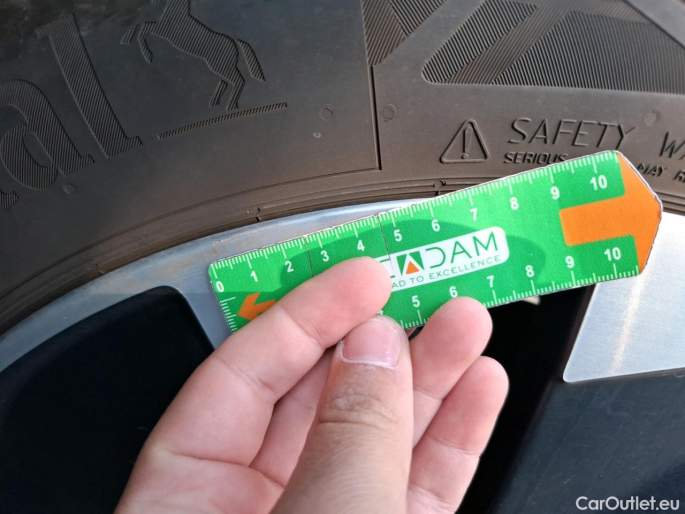 al
SAFETY WA
SERIOUS
MAY R
0 1 2 3 4 5 6 7 8 9 10
ADAM
AD TO EXCELLENCE
5 6 7 8 9 10
CarOutlet.eu